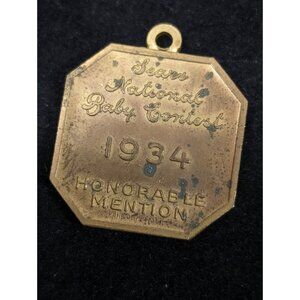 Sears
National
Baby Contest
1934
HONORABLE
MENTION